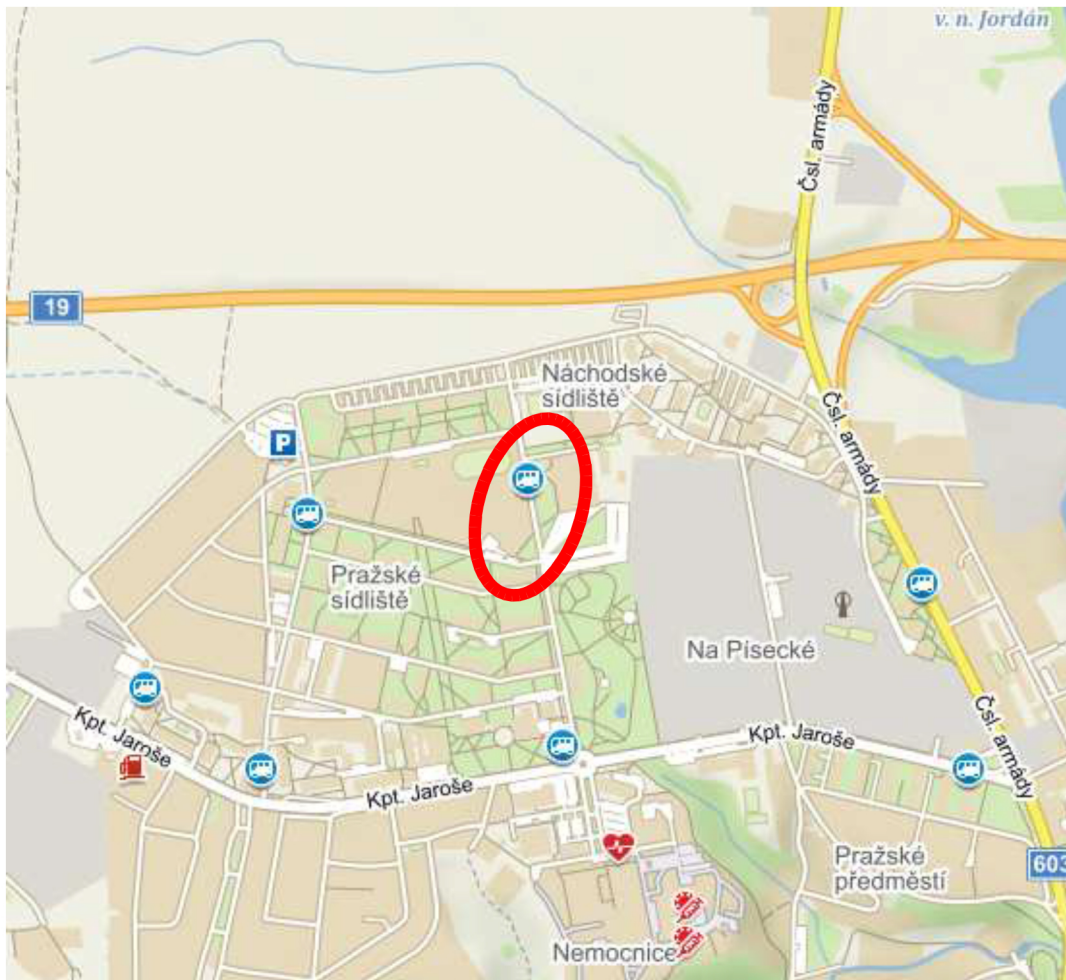 v. n. Jordán
Čsl. armády
19
Náchodské
sídliště
Čsl. armády
P
Pražské
sídliště
Na Písecké
Čsl. armády
Kpt. Jaroše
Kpt. Jaroše
Kpt. Jaroše
Pražské
předměstí
603
Nemocnice